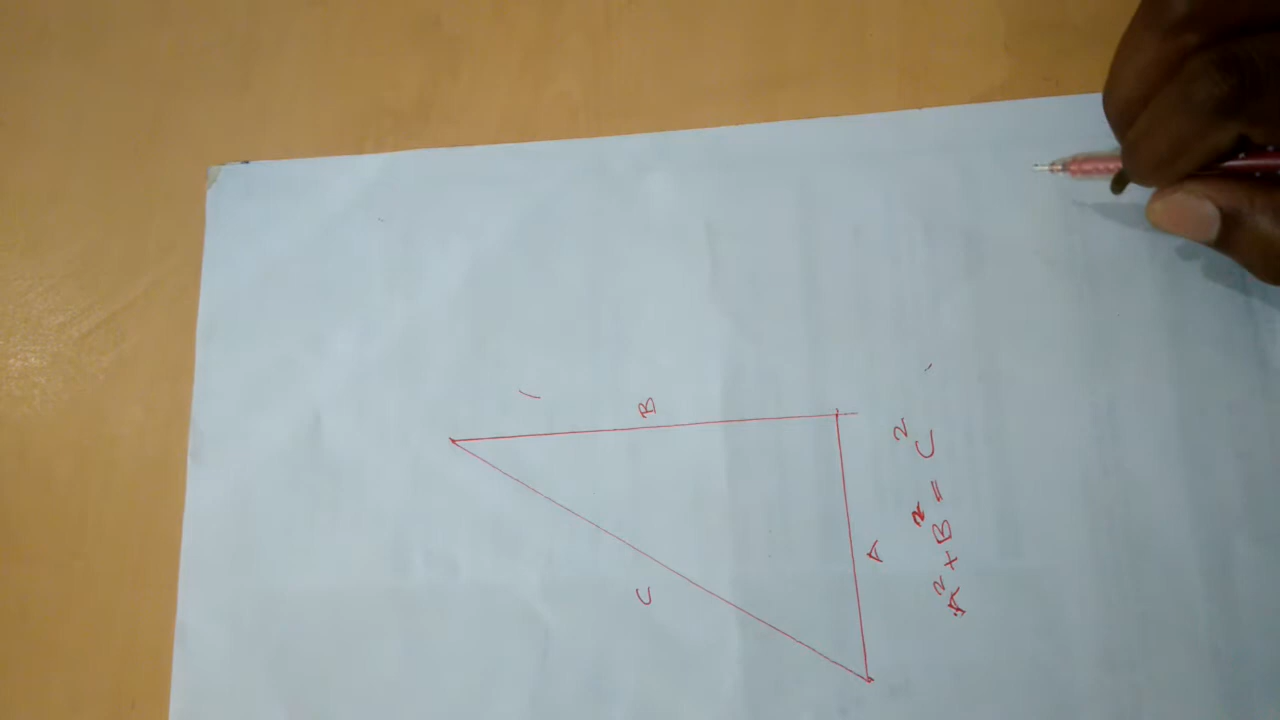 B
C
A
A² + B² = C²